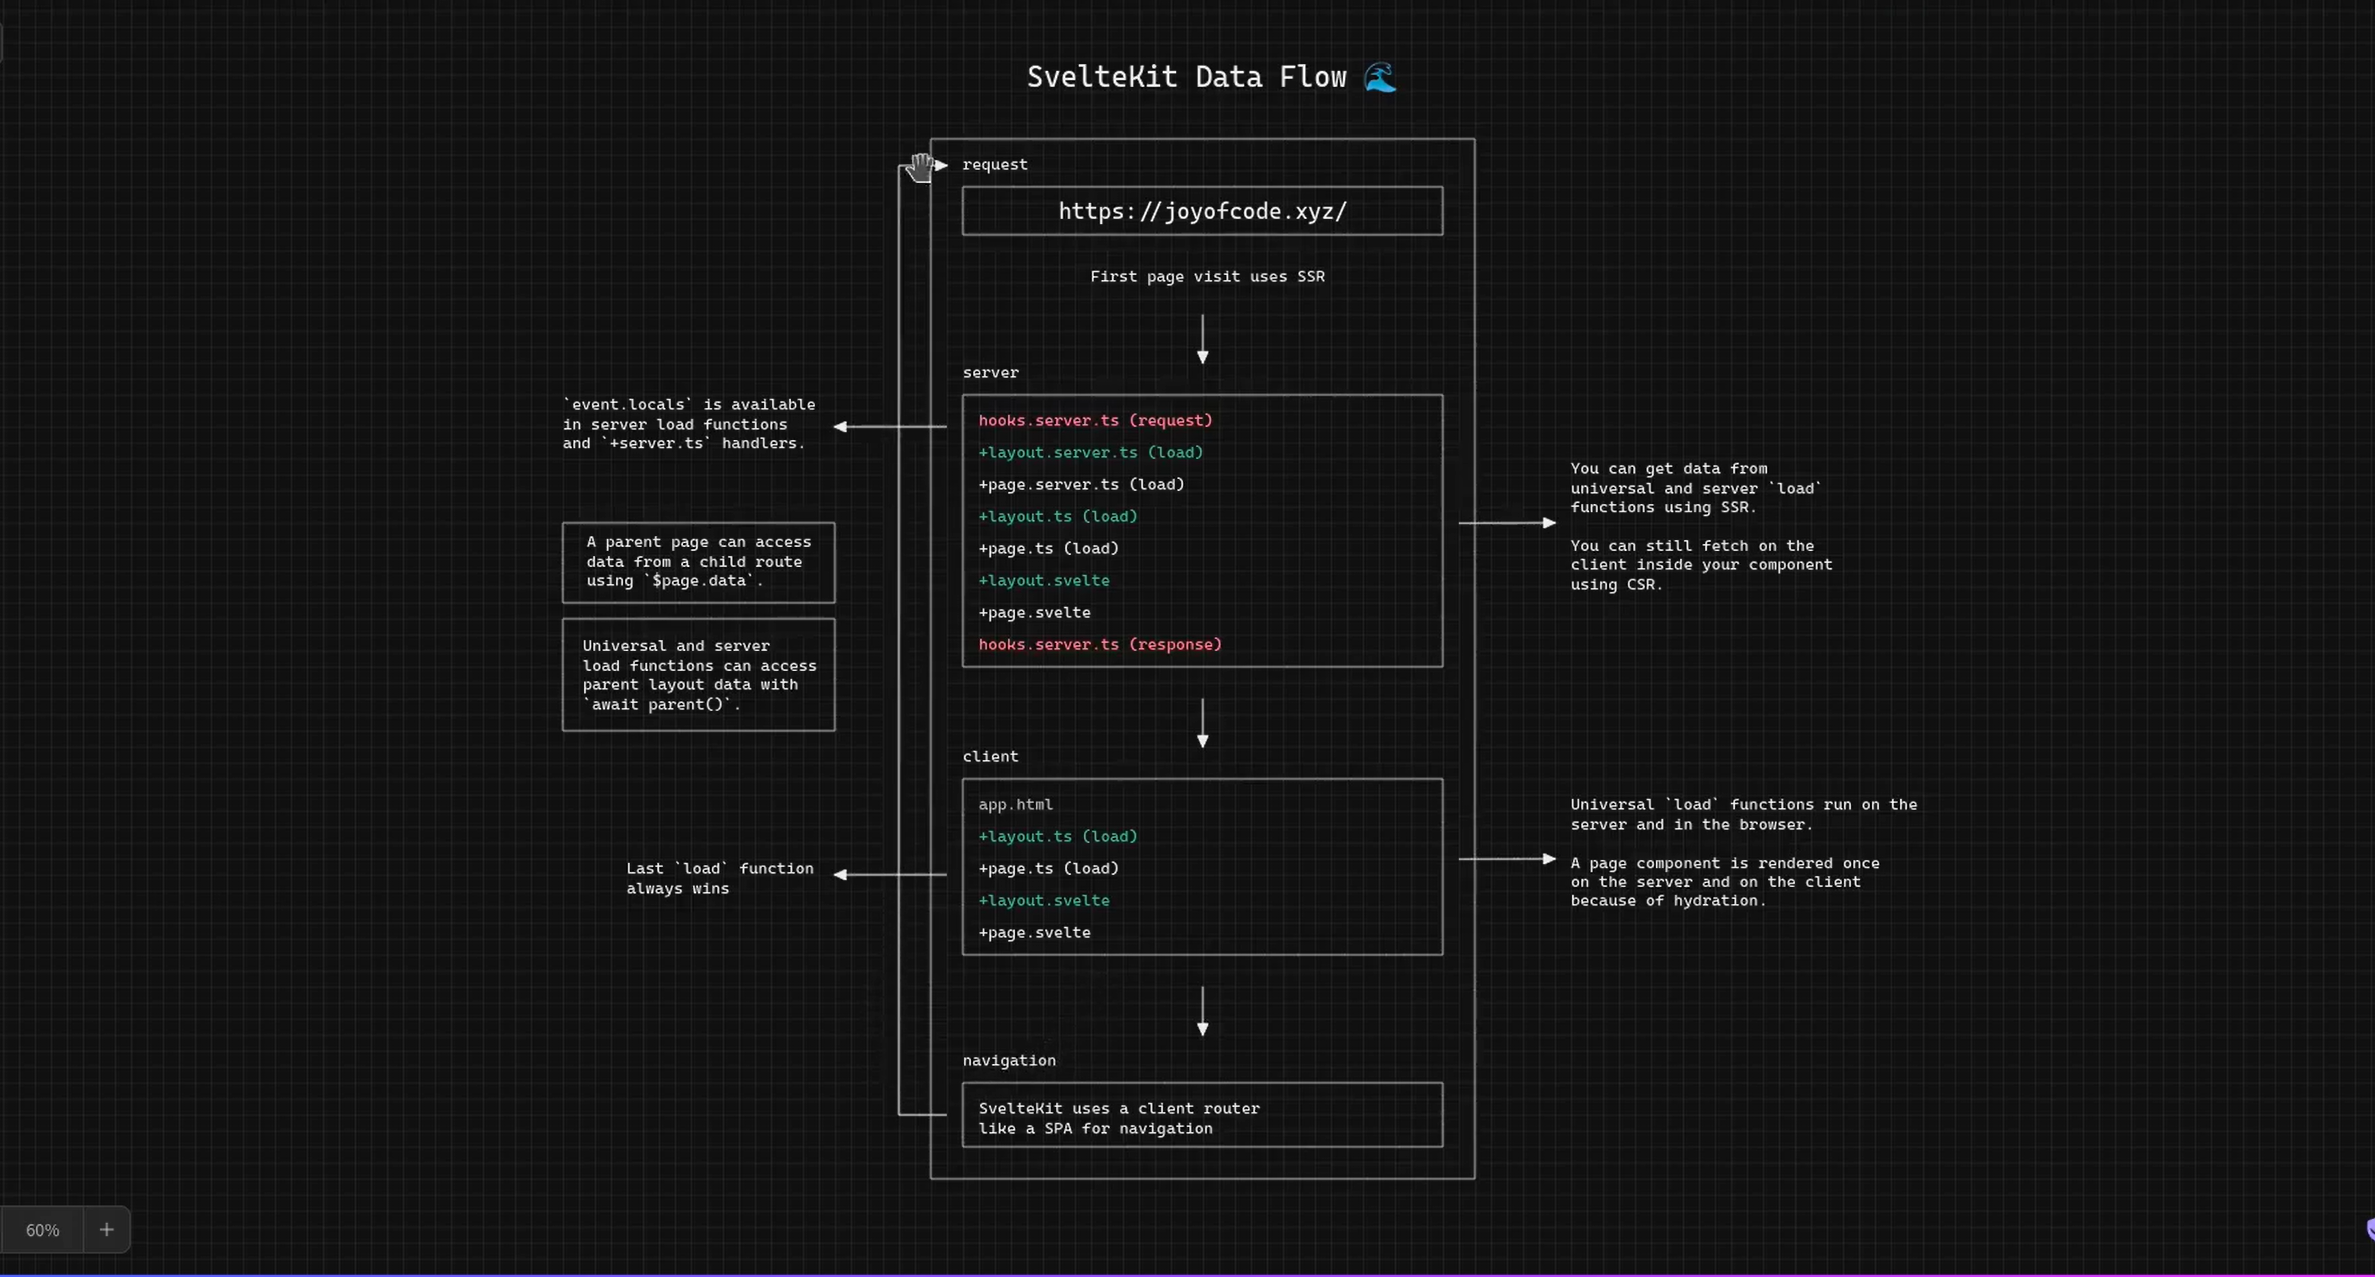 SvelteKit Data Flow 🌊
request
https://joyofcode.xyz/
First page visit uses SSR
server
hooks.server.ts (request)
+layout.server.ts (load)
+page.server.ts (load)
+layout.ts (load)
+page.ts (load)
+layout.svelte
+page.svelte
hooks.server.ts (response)
`event.locals` is available
in server load functions
and `+server.ts` handlers.
A parent page can access
data from a child route
using `$page.data`.
Universal and server
load functions can access
parent layout data with
`await parent()`.
You can get data from
universal and server `load`
functions using SSR.
You can still fetch on the
client inside your component
using CSR.
client
app.html
+layout.ts (load)
+page.ts (load)
+layout.svelte
+page.svelte
Last `load` function
always wins
Universal `load` functions run on the
server and in the browser.
A page component is rendered once
on the server and on the client
because of hydration.
navigation
SvelteKit uses a client router
like a SPA for navigation
60% +